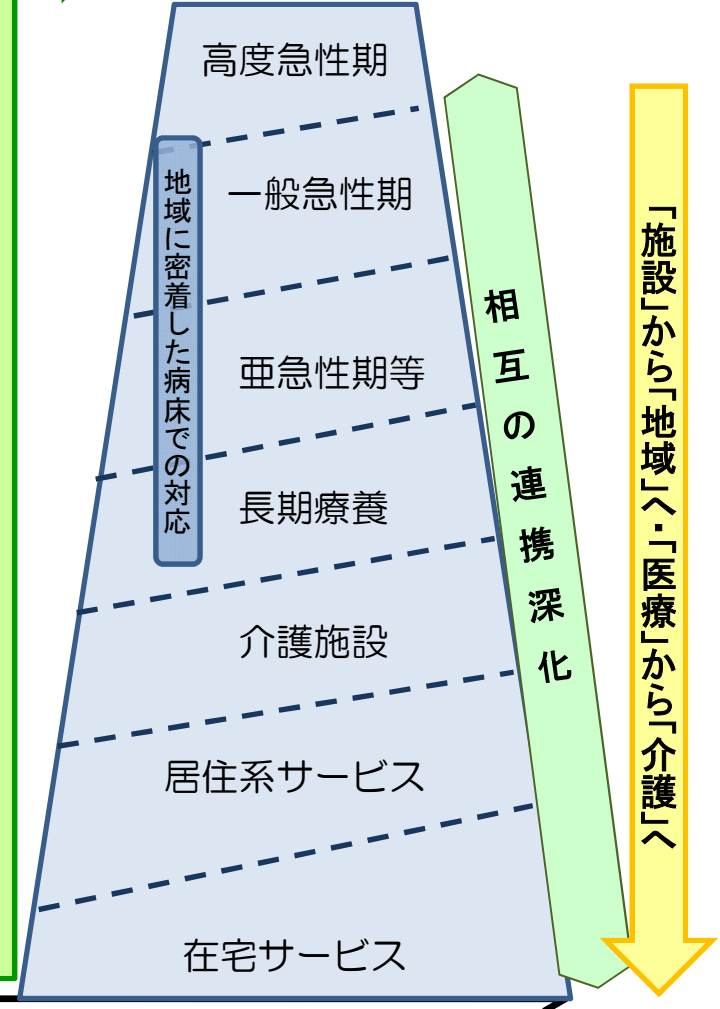 高度急性期
一般急性期
亜急性期等
長期療養
介護施設
居住系サービス
在宅サービス
地域に密着した病床での対応
相互の連携深化
「施設」から「地域」へ・「医療」から「介護」へ